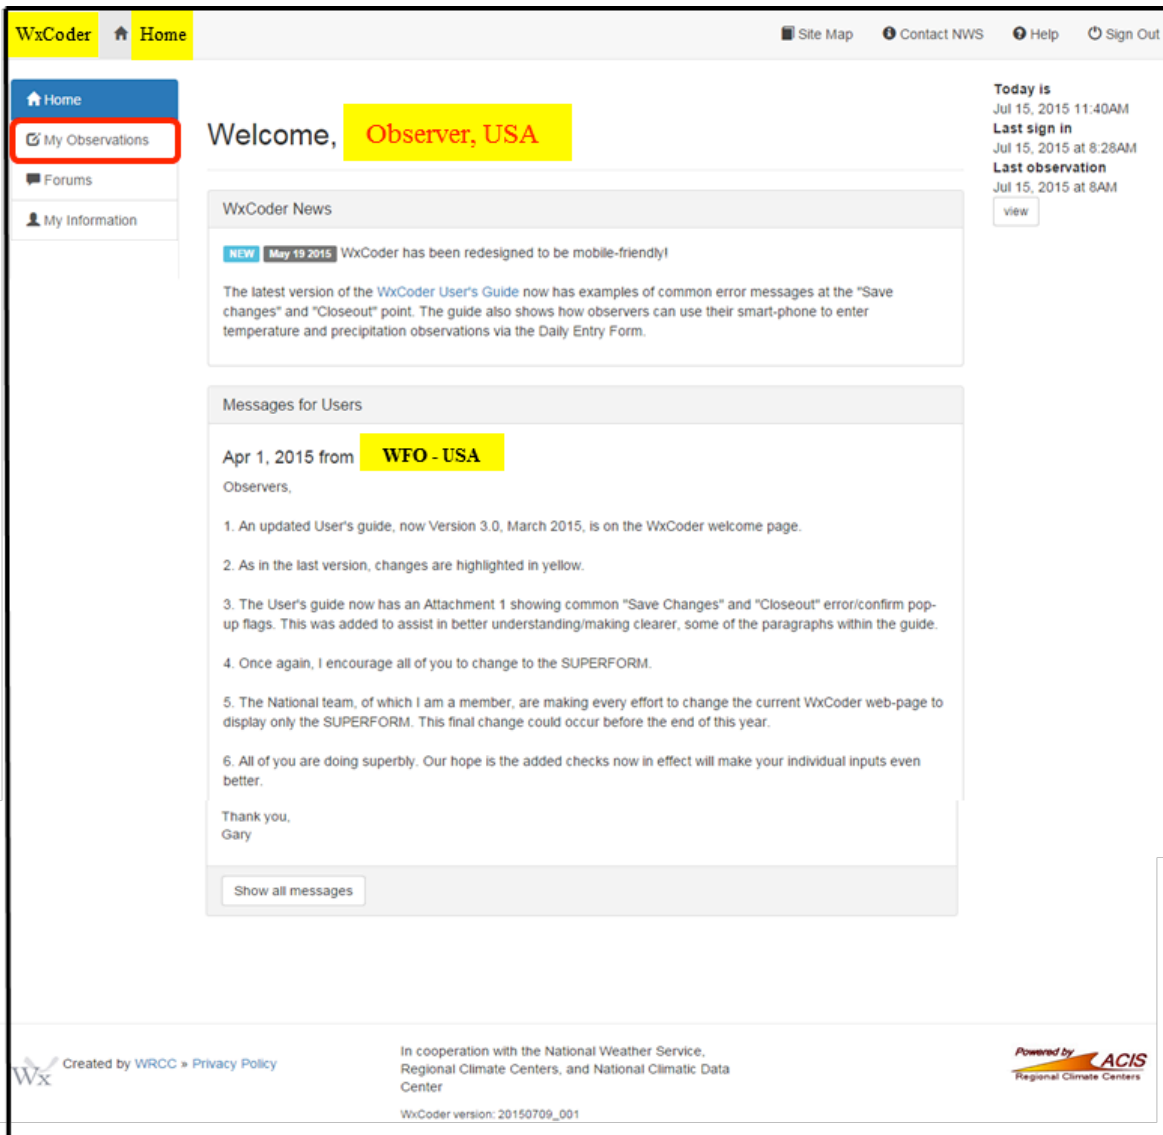 WxCoder Home Site Map Contact NWS Help Sign Out
Home
My Observations
Forums
My Information
Welcome, Observer, USA
Today is
Jul 15, 2015 11:40AM
Last sign in
Jul 15, 2015 at 8:28AM
Last observation
Jul 15, 2015 at 8AM
view
WxCoder News
NEW May 19 2015 WxCoder has been redesigned to be mobile-friendly!
The latest version of the WxCoder User's Guide now has examples of common error messages at the "Save
changes" and "Closeout" point. The guide also shows how observers can use their smart-phone to enter
temperature and precipitation observations via the Daily Entry Form.
Messages for Users
Apr 1, 2015 from WFO - USA
Observers,
1. An updated User's guide, now Version 3.0, March 2015, is on the WxCoder welcome page.
2. As in the last version, changes are highlighted in yellow.
3. The User's guide now has an Attachment 1 showing common "Save Changes" and "Closeout" error/confirm pop-
up flags. This was added to assist in better understanding/making clearer, some of the paragraphs within the guide.
4. Once again, I encourage all of you to change to the SUPERFORM.
5. The National team, of which I am a member, are making every effort to change the current WxCoder web-page to
display only the SUPERFORM. This final change could occur before the end of this year.
6. All of you are doing superbly. Our hope is the added checks now in effect will make your individual inputs even
better.
Thank you,
Gary
Show all messages
Wx Created by WRCC » Privacy Policy
In cooperation with the National Weather Service,
Regional Climate Centers, and National Climatic Data
Center
WxCoder version: 20150709_001
Powered by
ACIS
Regional Climate Centers